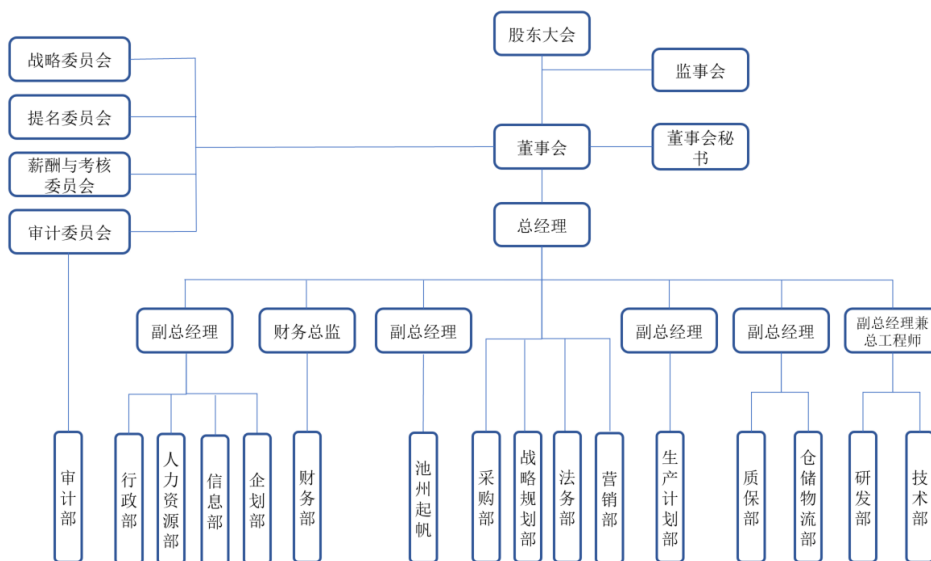 股东大会
战略委员会
监事会
提名委员会
董事会
董事会秘
书
薪酬与考核
委员会
审计委员会
总经理
副总经理
财务总监
副总经理
副总经理
副总经理
副总经理兼
总工程师
审计部
行政部
人力资源部
信息部
企划部
财务部
池州起帆
采购部
战略规划部
法务部
营销部
生产计划部
质保部
仓储物流部
研发部
技术部